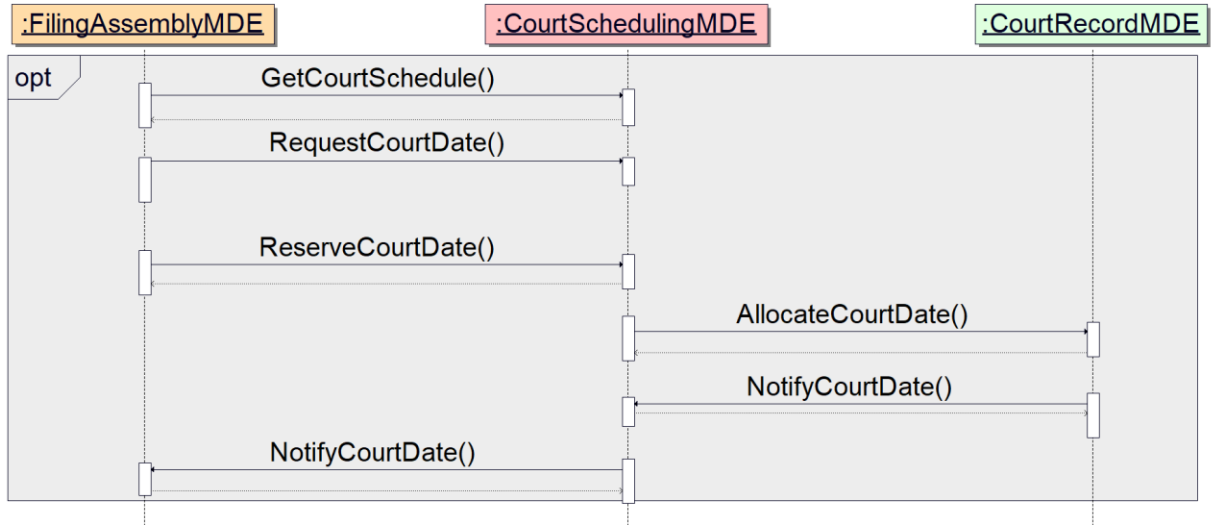 :FilingAssemblyMDE
:CourtSchedulingMDE
:CourtRecordMDE
opt
GetCourtSchedule()
RequestCourtDate()
ReserveCourtDate()
AllocateCourtDate()
NotifyCourtDate()
NotifyCourtDate()